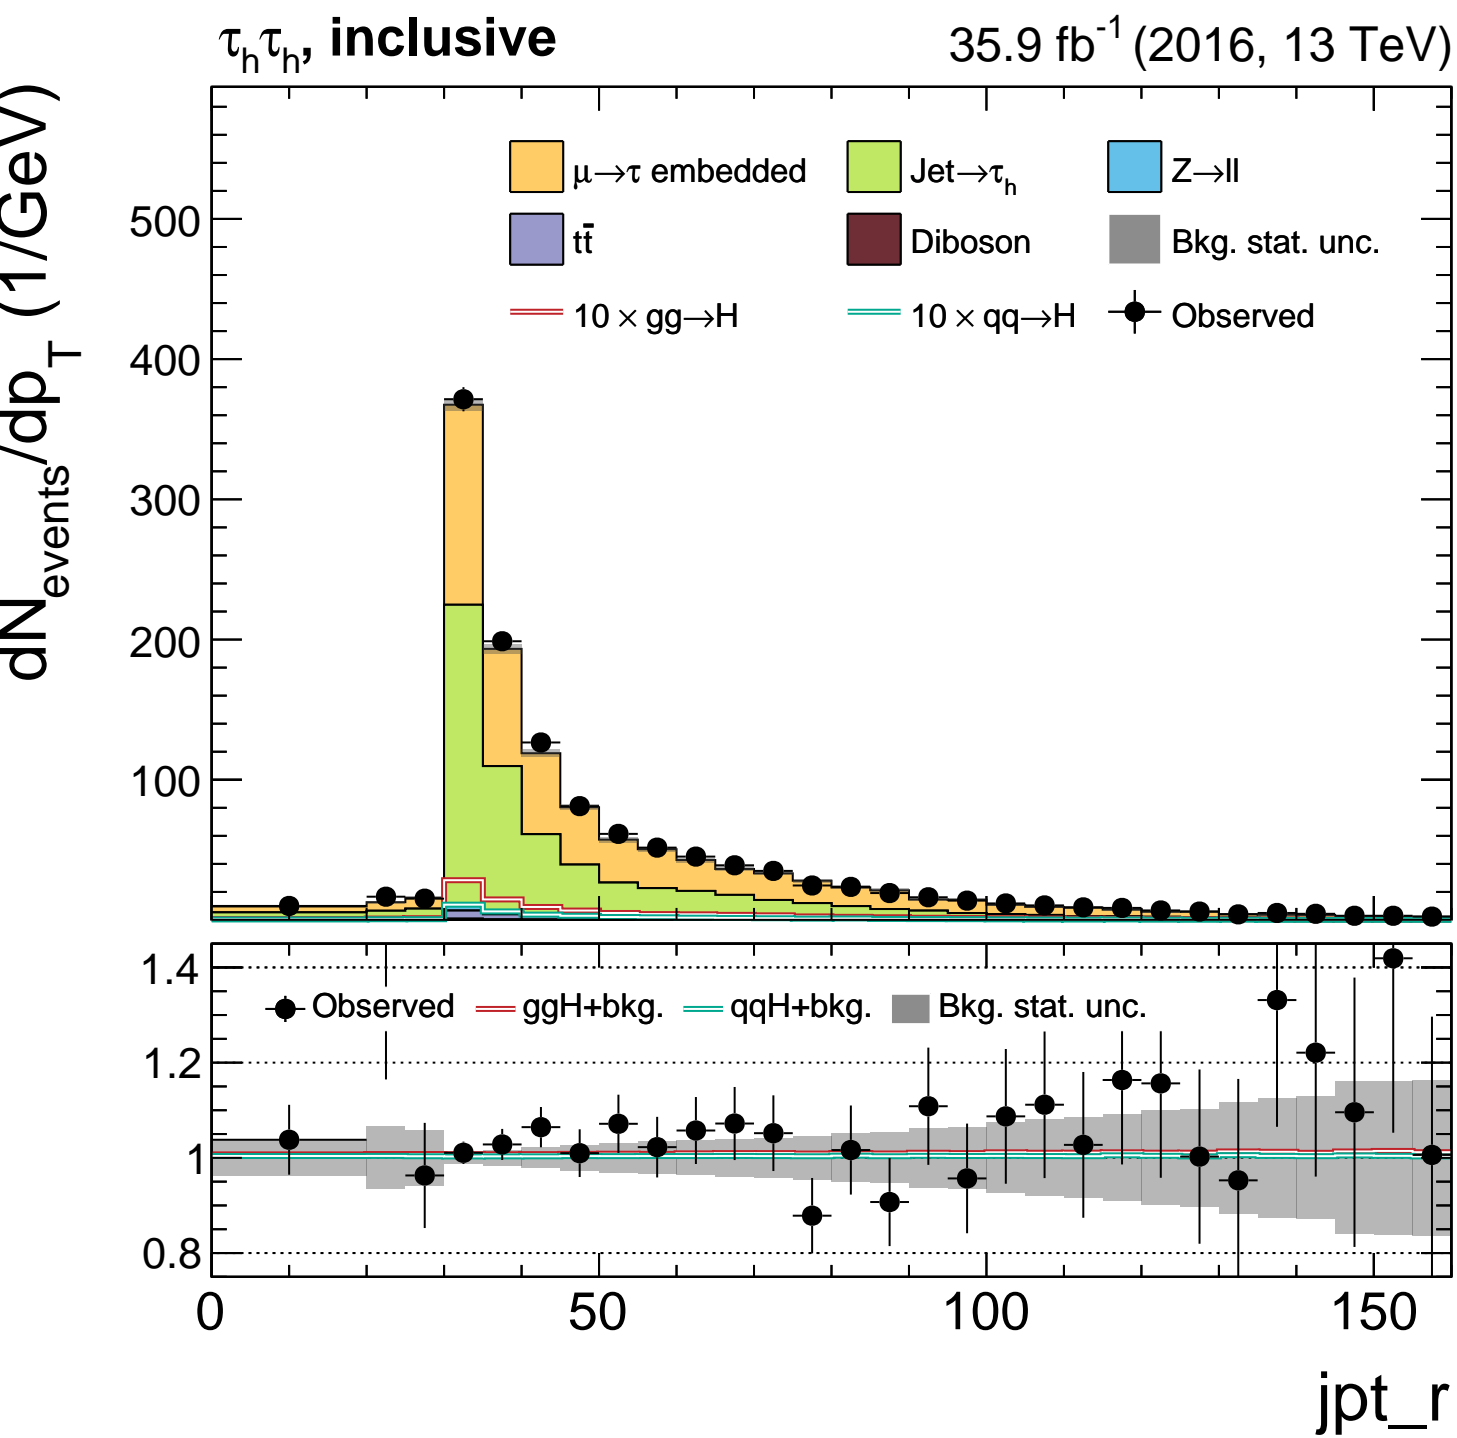 τhτh, inclusive 35.9 fb-1 (2016, 13 TeV)
dNevents/dpT (1/GeV)
μ→τ embedded Jet→τh Z→ll
tt̄ Diboson Bkg. stat. unc.
10 × gg→H 10 × qq→H Observed
500
400
300
200
100
1.4
Observed ggH+bkg. qqH+bkg. Bkg. stat. unc.
1.2
1
0.8
0 50 100 150
jpt_r